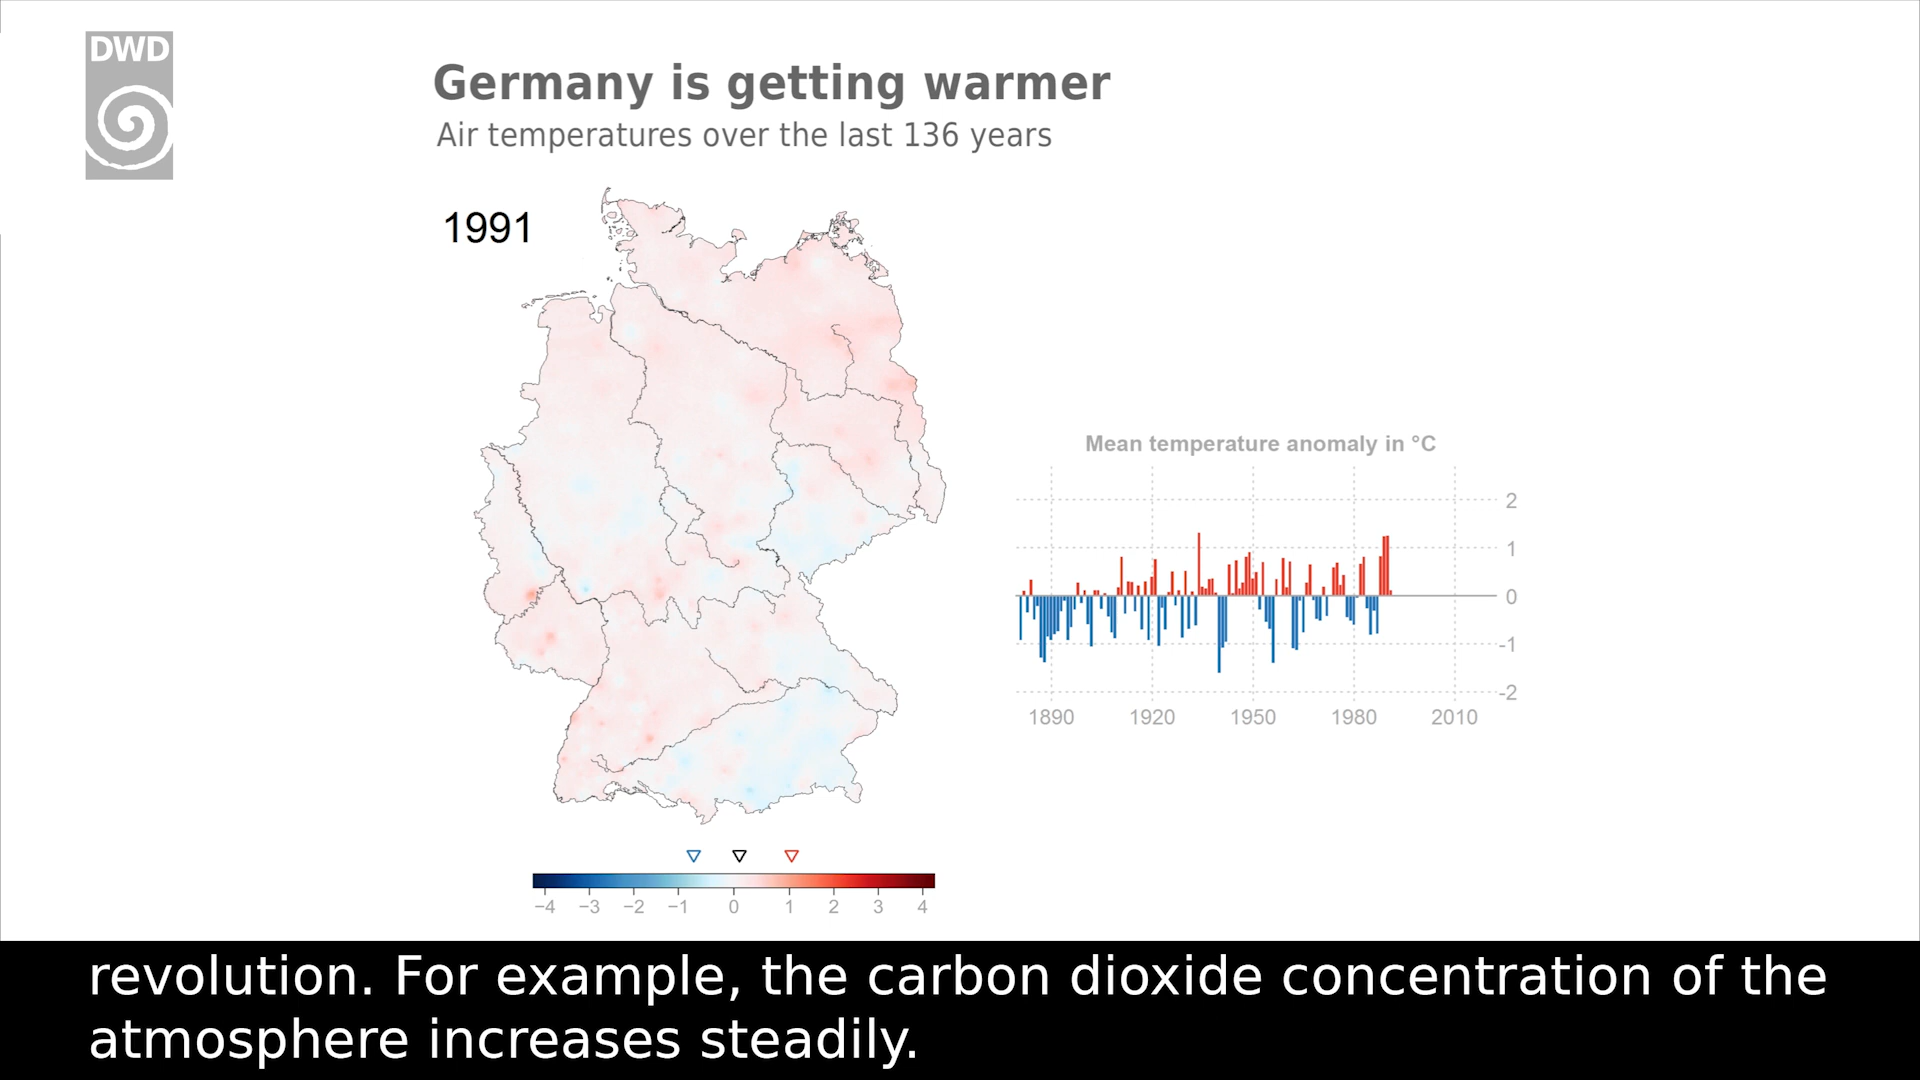 DWD
Germany is getting warmer
Air temperatures over the last 136 years
1991
Mean temperature anomaly in °C
2
1
0
-1
-2
1890 1920 1950 1980 2010
−4 −3 −2 −1 0 1 2 3 4
revolution. For example, the carbon dioxide concentration of the
atmosphere increases steadily.